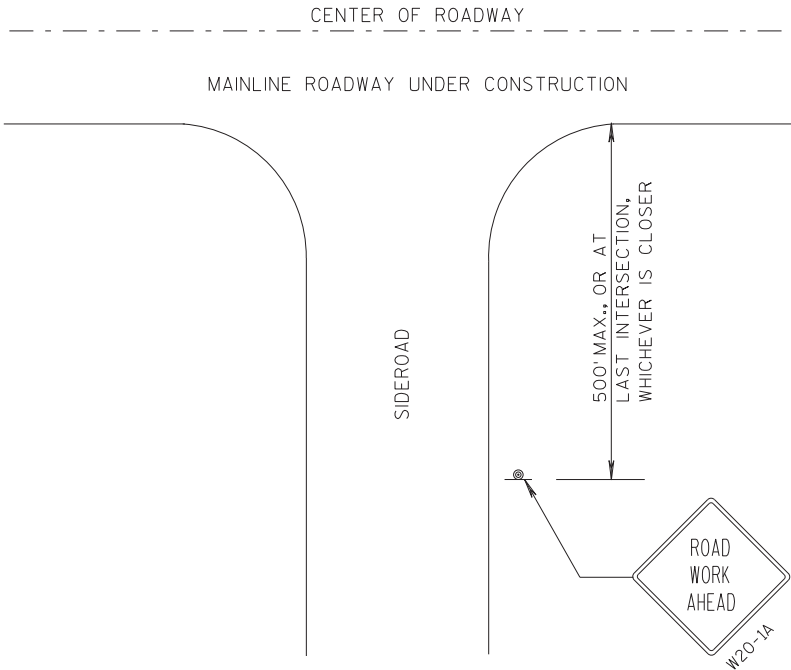 CENTER OF ROADWAY
MAINLINE ROADWAY UNDER CONSTRUCTION
SIDEROAD
500' MAX., OR AT
LAST INTERSECTION,
WHICHEVER IS CLOSER
ROAD
WORK
AHEAD
W20-1A